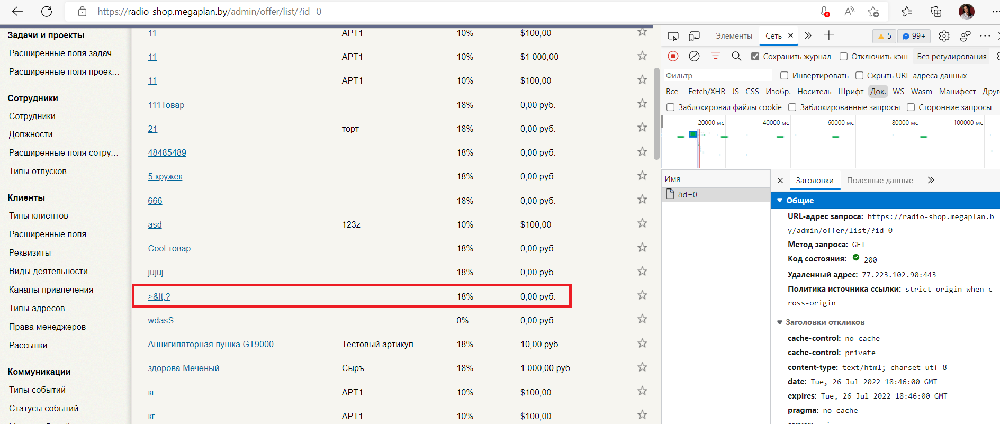 https://radio-shop.megaplan.by/admin/offer/list/?id=0
Задачи и проекты
Расширенные поля задач
Расширенные поля проек...
Сотрудники
Сотрудники
Должности
Расширенные поля сотру...
Типы отпусков
Клиенты
Типы клиентов
Расширенные поля
Реквизиты
Виды деятельности
Каналы привлечения
Типы адресов
Права менеджеров
Рассылки
Коммуникации
Типы событий
Статусы событий
11 АРТ1 10% $100,00
11 АРТ1 10% $1 000,00
11 АРТ1 10% $100,00
111Товар 18% 0,00 руб.
21 торт 18% 0,00 руб.
48485489 18% 0,00 руб.
5 кружек 18% 0,00 руб.
666 18% 0,00 руб.
asd 123z 10% $100,00
Cool товар 18% 0,00 руб.
jujuj 18% 0,00 руб.
>&lt;? 18% 0,00 руб.
wdasS 0% 0,00 руб.
Аннигиляторная пушка GT9000 Тестовый артикул 18% 10,00 руб.
здорова Меченый Сыръ 18% 1 000,00 руб.
кг АРТ1 10% $100,00
кг АРТ1 10% $100,00
Элементы Сеть 5 99+
Сохранить журнал Отключить кэш Без регулирования
Фильтр Инвертировать Скрыть URL-адреса данных
Все Fetch/XHR JS CSS Изобр. Носитель Шрифт Док. WS Wasm Манифест Друг
Заблокировал файлы cookie Заблокированные запросы Сторонние запросы
20000 мс 40000 мс 60000 мс 80000 мс 100000 мс
Имя
?id=0
Заголовки Полезные данные
Общие
URL-адрес запроса: https://radio-shop.megaplan.b
y/admin/offer/list/?id=0
Метод запроса: GET
Код состояния: 200
Удаленный адрес: 77.223.102.90:443
Политика источника ссылки: strict-origin-when-c
ross-origin
Заголовки откликов
cache-control: no-cache
cache-control: private
content-type: text/html; charset=utf-8
date: Tue, 26 Jul 2022 18:46:00 GMT
expires: Tue, 26 Jul 2022 18:46:00 GMT
pragma: no-cache